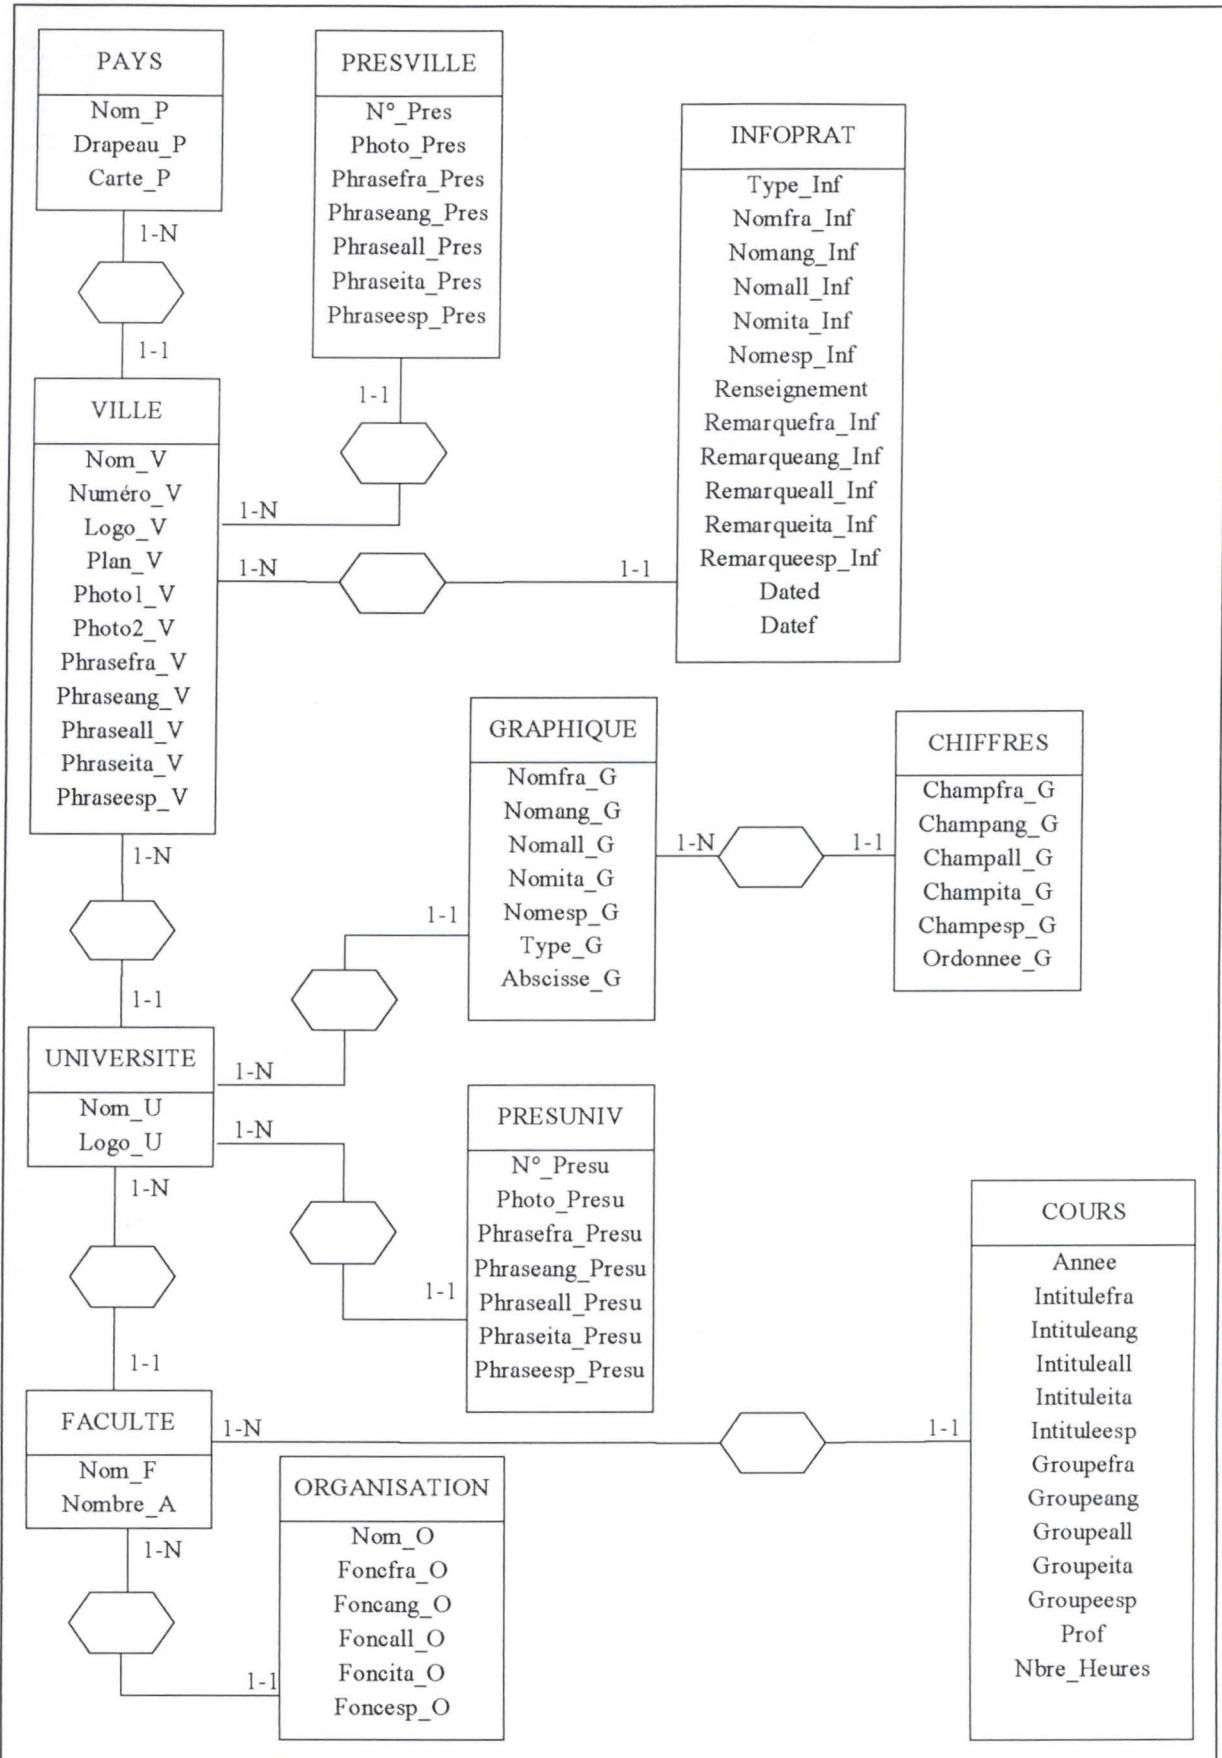 PAYS
Nom_P
Drapeau_P
Carte_P
1-N
1-1
PRESVILLE
N°_Pres
Photo_Pres
Phrasefra_Pres
Phraseang_Pres
Phraseall_Pres
Phraseita_Pres
Phraseesp_Pres
1-1
INFOPRAT
Type_Inf
Nomfra_Inf
Nomang_Inf
Nomall_Inf
Nomita_Inf
Nomesp_Inf
Renseignement
Remarquefra_Inf
Remarqueang_Inf
Remarqueall_Inf
Remarqueita_Inf
Remarqueesp_Inf
Dated
Datef
VILLE
Nom_V
Numéro_V
Logo_V
Plan_V
Photo1_V
Photo2_V
Phrasefra_V
Phraseang_V
Phraseall_V
Phraseita_V
Phraseesp_V
1-N
1-N
1-1
1-N
1-1
GRAPHIQUE
Nomfra_G
Nomang_G
Nomall_G
Nomita_G
Nomesp_G
Type_G
Abscisse_G
1-N
1-1
CHIFFRES
Champfra_G
Champang_G
Champall_G
Champita_G
Champesp_G
Ordonnee_G
1-1
UNIVERSITE
Nom_U
Logo_U
1-N
1-N
1-N
1-1
PRESUNIV
N°_Presu
Photo_Presu
Phrasefra_Presu
Phraseang_Presu
Phraseall_Presu
Phraseita_Presu
Phraseesp_Presu
1-1
COURS
Annee
Intitulefra
Intituleang
Intituleall
Intituleita
Intituleesp
Groupefra
Groupeang
Groupeall
Groupeita
Groupeesp
Prof
Nbre_Heures
FACULTE
Nom_F
Nombre_A
1-N
1-1
1-N
1-1
ORGANISATION
Nom_O
Foncfra_O
Foncang_O
Foncall_O
Foncita_O
Foncesp_O